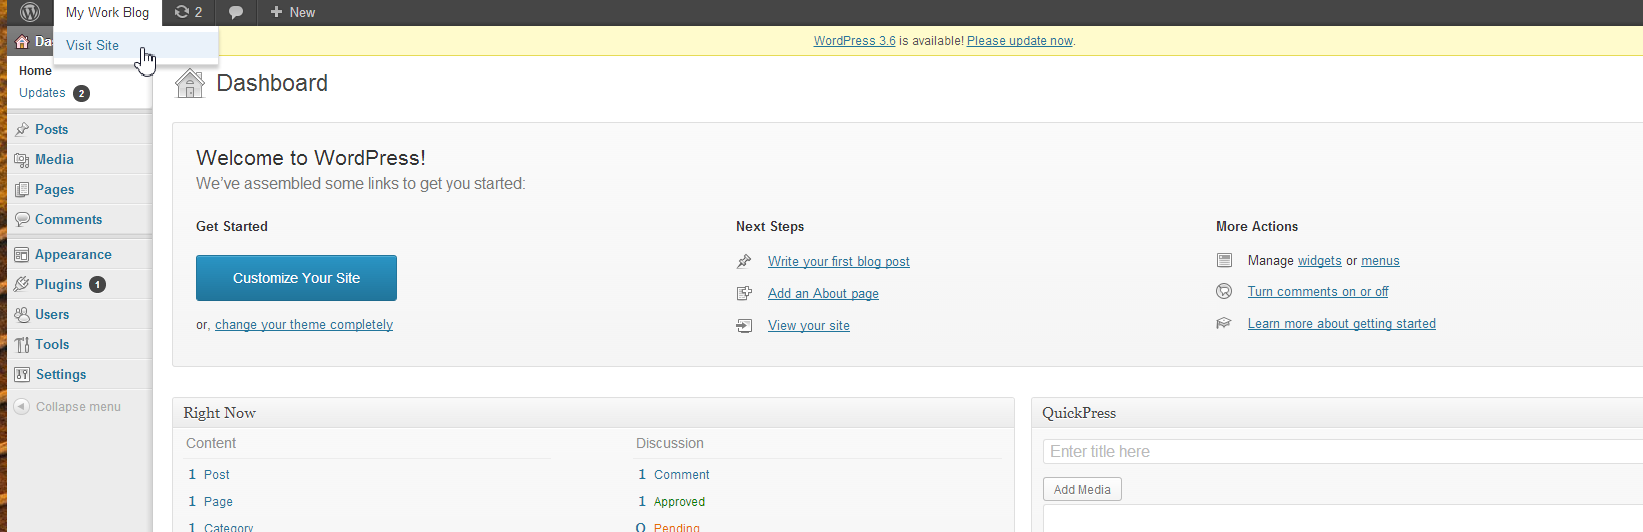 My Work Blog 2 + New
Visit Site
WordPress 3.6 is available! Please update now.
Home
Updates 2
Posts
Media
Pages
Comments
Appearance
Plugins 1
Users
Tools
Settings
Collapse menu
Dashboard
Welcome to WordPress!
We've assembled some links to get you started:
Get Started
Customize Your Site
or, change your theme completely
Next Steps
Write your first blog post
Add an About page
View your site
More Actions
Manage widgets or menus
Turn comments on or off
Learn more about getting started
Right Now
Content
1 Post
1 Page
1 Category
Discussion
1 Comment
1 Approved
0 Pending
QuickPress
Enter title here
Add Media